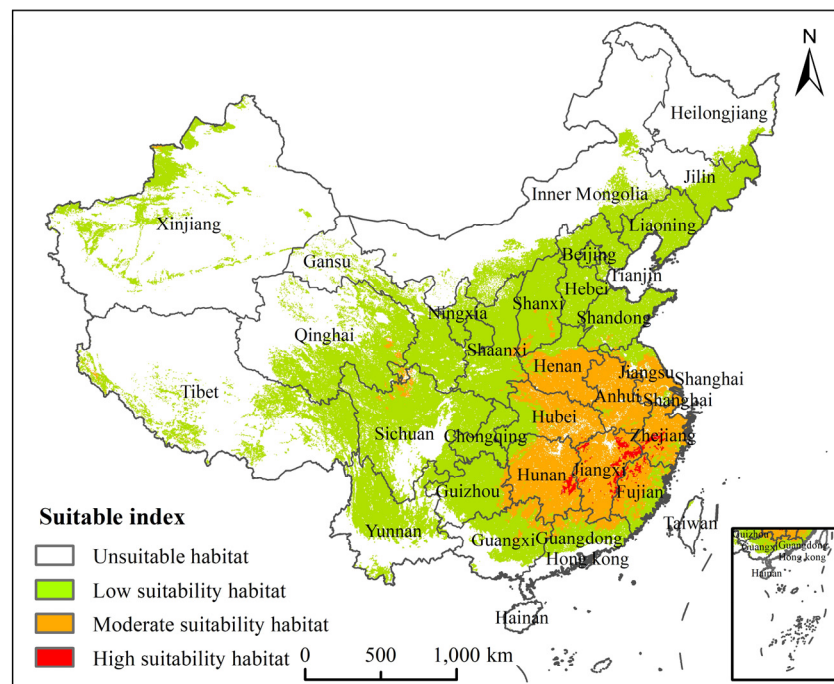 N
Heilongjiang
Jilin
Inner Mongolia
Liaoning
Xinjiang
Beijing
Gansu
Tianjin
Hebei
Shanxi
Ningxia
Shandong
Qinghai
Shaanxi
Henan
Jiangsu
Shanghai
Tibet
Anhui
Shanghai
Hubei
Sichuan
Chongqing
Zhejiang
Hunan
Jiangxi
Guizhou
Fujian
Taiwan
Yunnan
Guangxi
Guangdong
Hong kong
Hainan
Suitable index
Unsuitable habitat
Low suitability habitat
Moderate suitability habitat
High suitability habitat
0 500 1,000 km
Guizhou
Guangxi
Guangdong
Hong kong
Hainan